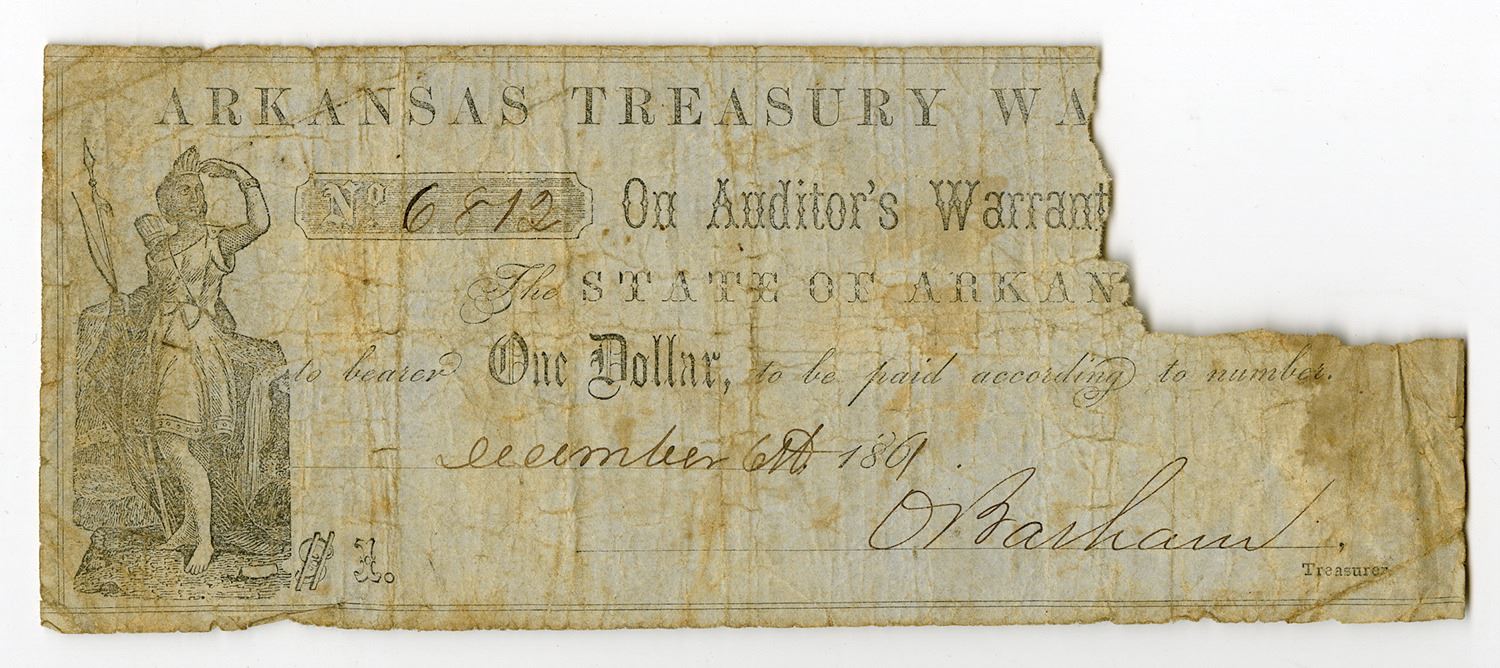 ARKANSAS TREASURY WA
No 6812 On Auditor's Warrant
The STATE OF ARKAN
to bearer One Dollar, to be paid according to number.
December 6th 1861.
O Basham
Treasurer
$ 1.